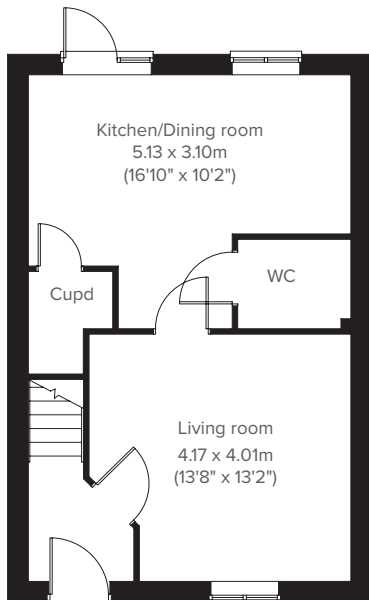 Kitchen/Dining room
5.13 x 3.10m
(16'10" x 10'2")
WC
Cupd
Living room
4.17 x 4.01m
(13'8" x 13'2")